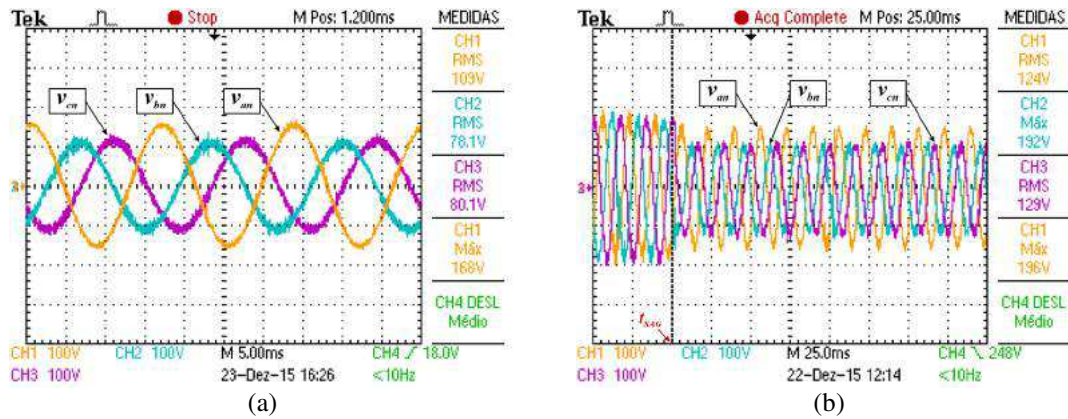 Tek Stop M Pos: 1.200ms MEDIDAS
CH1
RMS
109V
CH2
RMS
78.1V
CH3
RMS
80.1V
CH1
Máx
168V
CH4 DESL
Médio
v_cn v_bn v_an
3
CH1 100V CH2 100V M 5.00ms CH4 18.0V
CH3 100V 23-Dez-15 16:26 <10Hz
(a)
Tek Acq Complete M Pos: 25.00ms MEDIDAS
CH1
RMS
124V
CH2
Máx
192V
CH3
RMS
129V
CH1
Máx
196V
CH4 DESL
Médio
v_an v_bn v_cn
3
t_SAG
CH1 100V CH2 100V M 25.0ms CH4 248V
CH3 100V 22-Dez-15 12:14 <10Hz
(b)